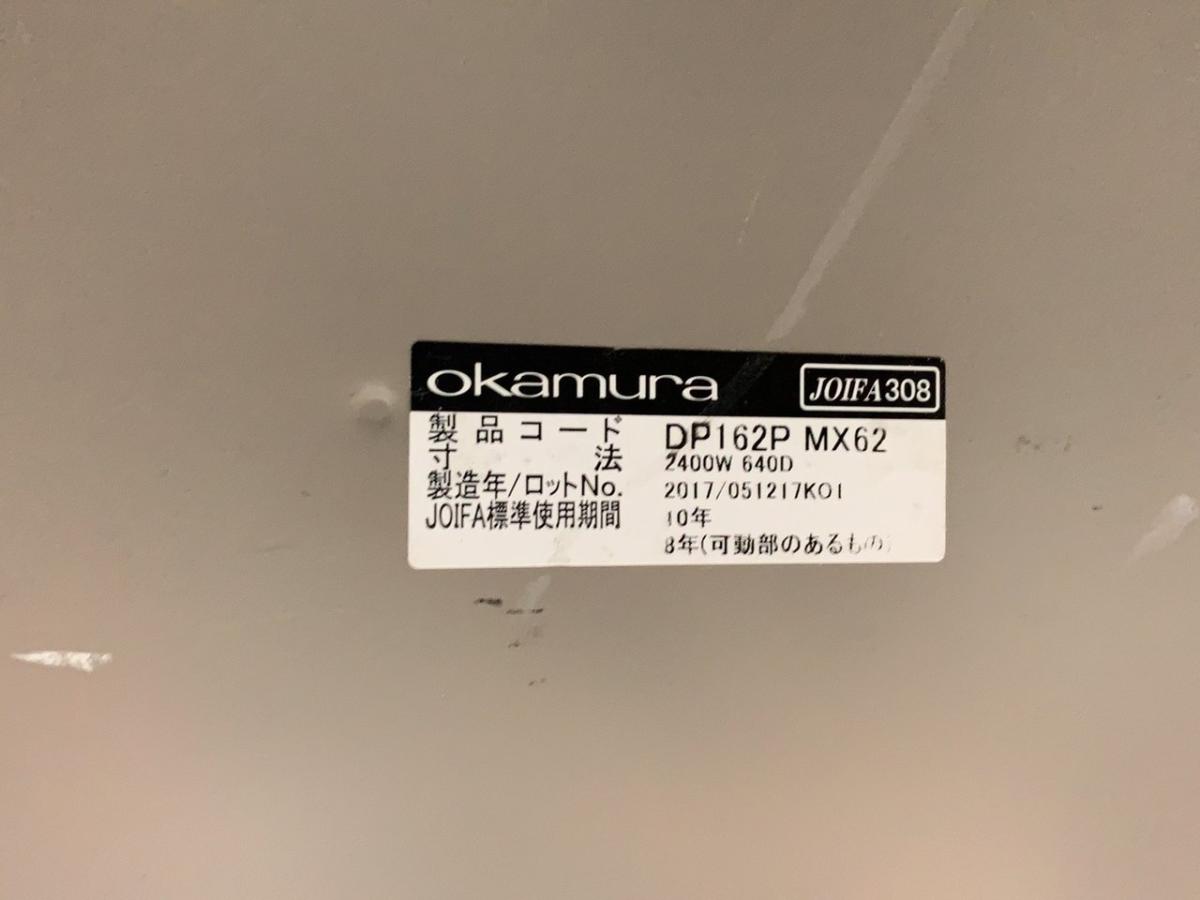 okamura JOIFA308
製品コード DP162P MX62
寸法 2400W 640D
製造年/ロットNo. 2017/051217K01
JOIFA標準使用期間 10年
8年(可動部のあるもの)